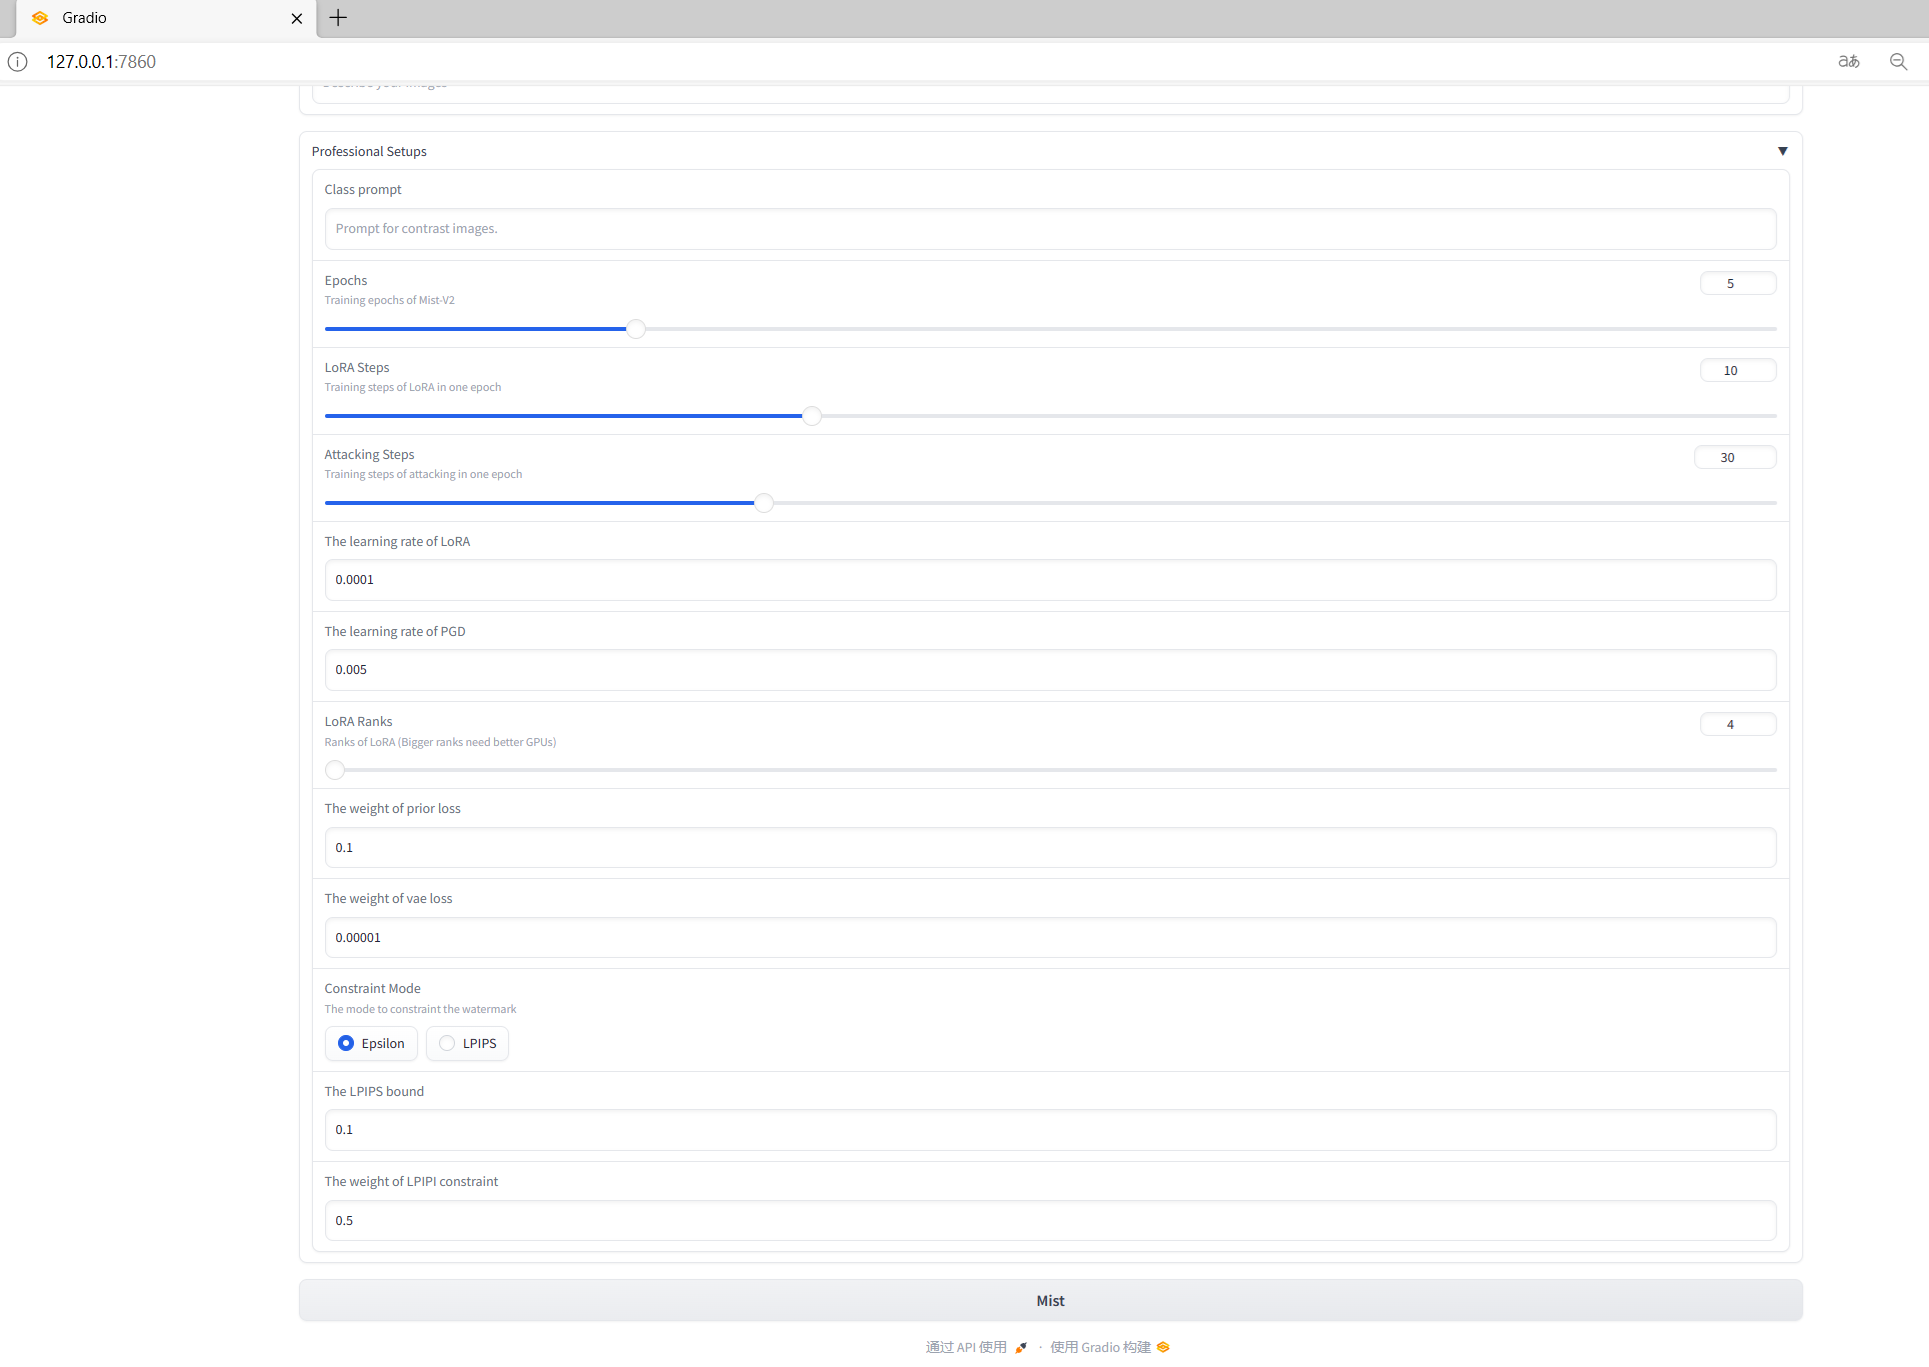 Gradio
127.0.0.1:7860
aあ
Describe your images
Professional Setups
Class prompt
Prompt for contrast images.
Epochs
5
Training epochs of Mist-V2
LoRA Steps
10
Training steps of LoRA in one epoch
Attacking Steps
30
Training steps of attacking in one epoch
The learning rate of LoRA
0.0001
The learning rate of PGD
0.005
LoRA Ranks
4
Ranks of LoRA (Bigger ranks need better GPUs)
The weight of prior loss
0.1
The weight of vae loss
0.00001
Constraint Mode
The mode to constraint the watermark
Epsilon LPIPS
The LPIPS bound
0.1
The weight of LPIPI constraint
0.5
Mist
通过 API 使用 · 使用 Gradio 构建